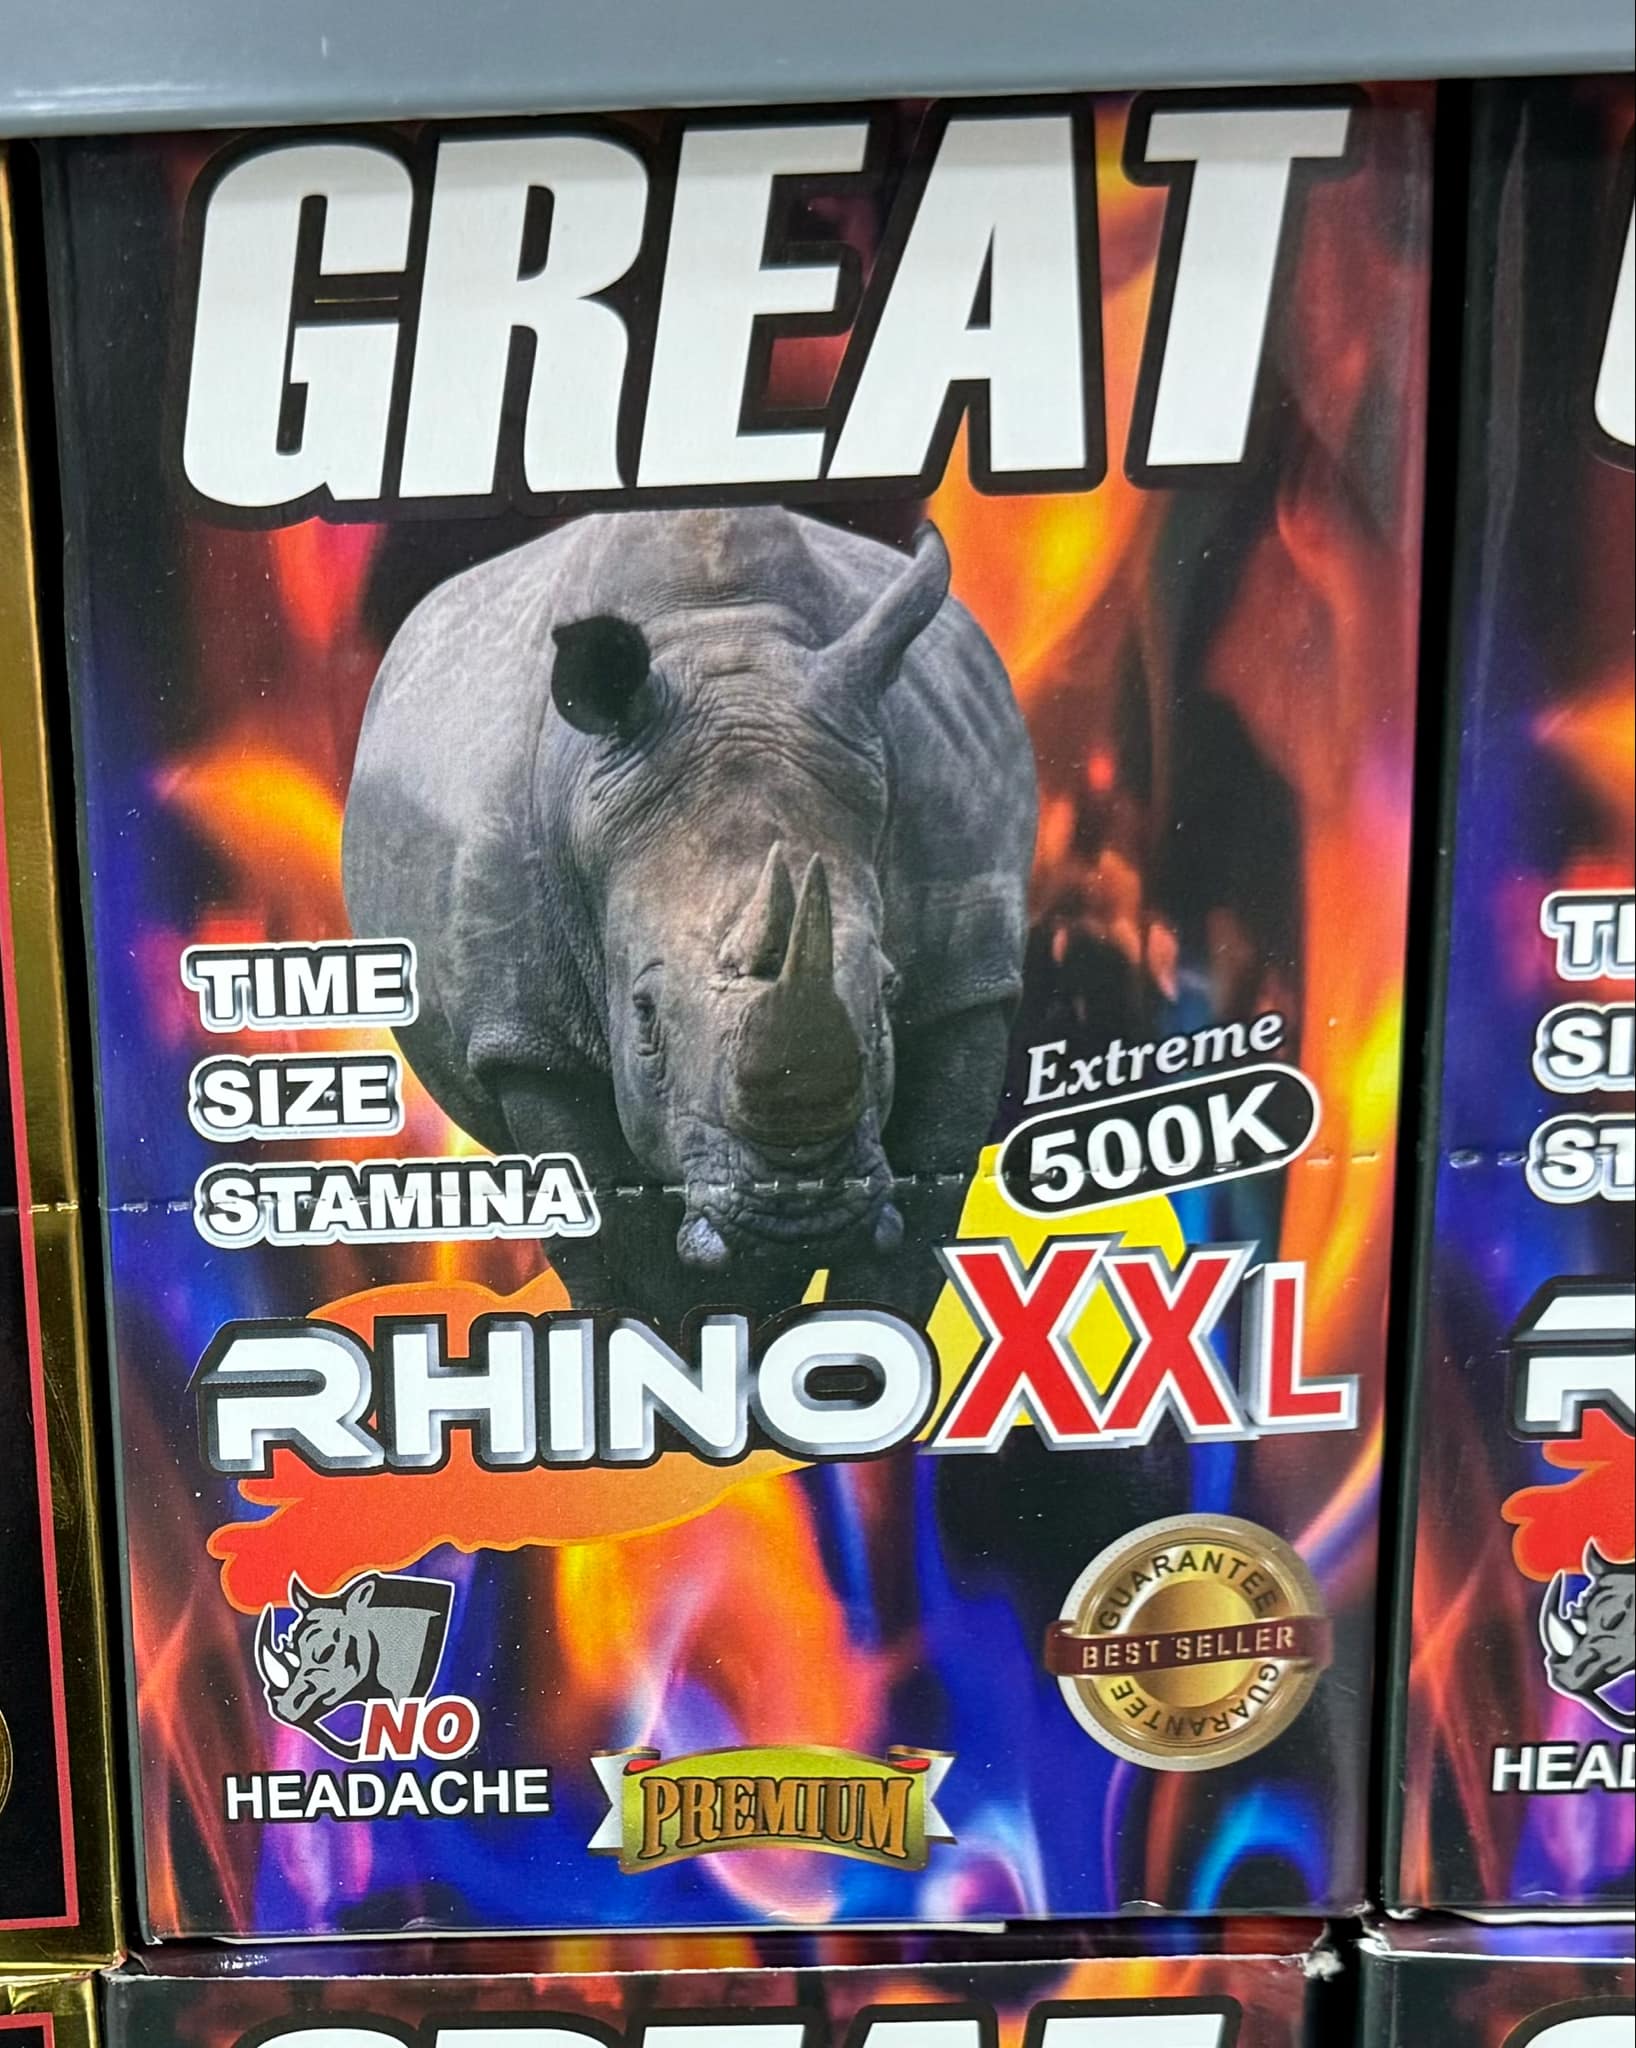 GREAT
TIME
SIZE
STAMINA
Extreme
500K
RHINO XXL
NO
HEADACHE
PREMIUM
GUARANTEE
BEST SELLER
GUARANTEE